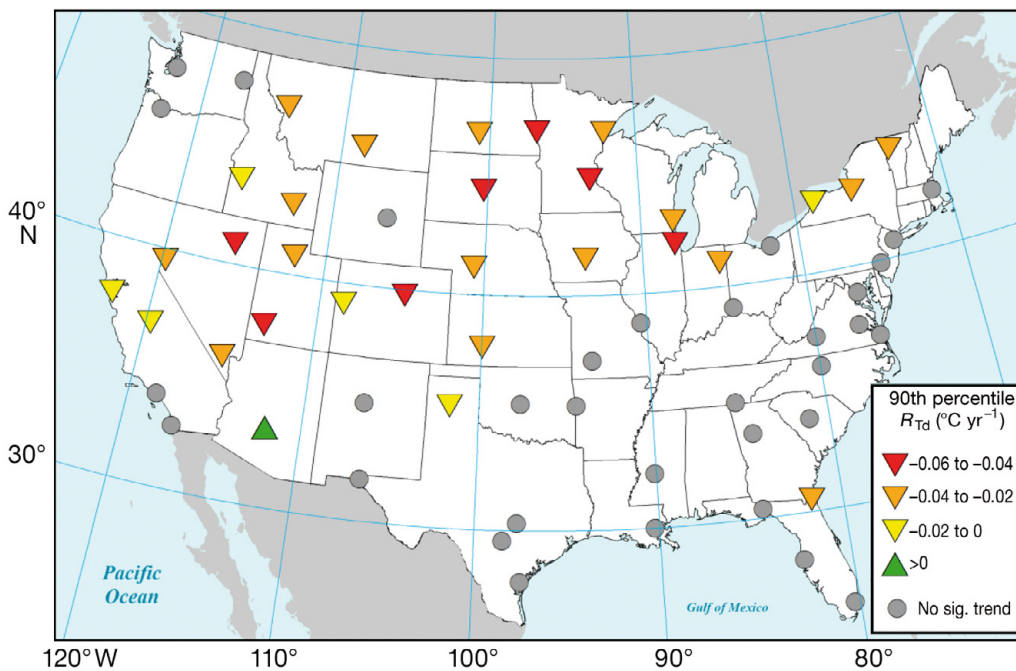 40°
N
30°
Pacific
Ocean
Gulf of Mexico
90th percentile
R_Td (°C yr⁻¹)
−0.06 to −0.04
−0.04 to −0.02
−0.02 to 0
>0
No sig. trend
120° W
110°
100°
90°
80°